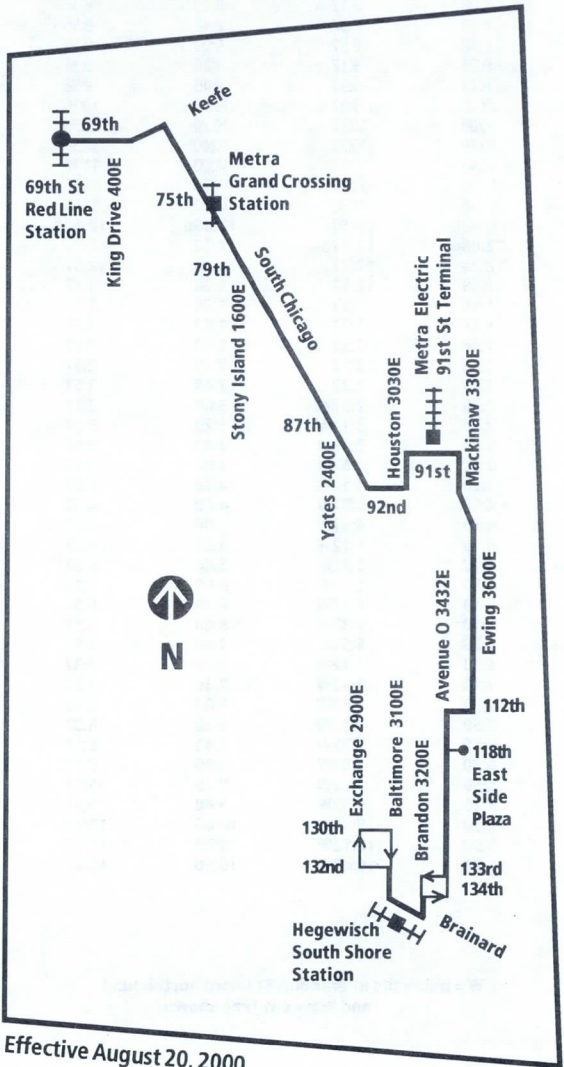 Keefe
69th
69th St
Red Line
Station
King Drive 400E
75th
Metra
Grand Crossing
Station
79th
South Chicago
Stony Island 1600E
87th
Yates 2400E
Houston 3030E
Metra Electric
91st St Terminal
Mackinaw 3300E
91st
92nd
N
Avenue O 3432E
Ewing 3600E
112th
118th
East
Side
Plaza
Exchange 2900E
Baltimore 3100E
Brandon 3200E
130th
132nd
133rd
134th
Brainard
Hegewisch
South Shore
Station
Effective August 20, 2000